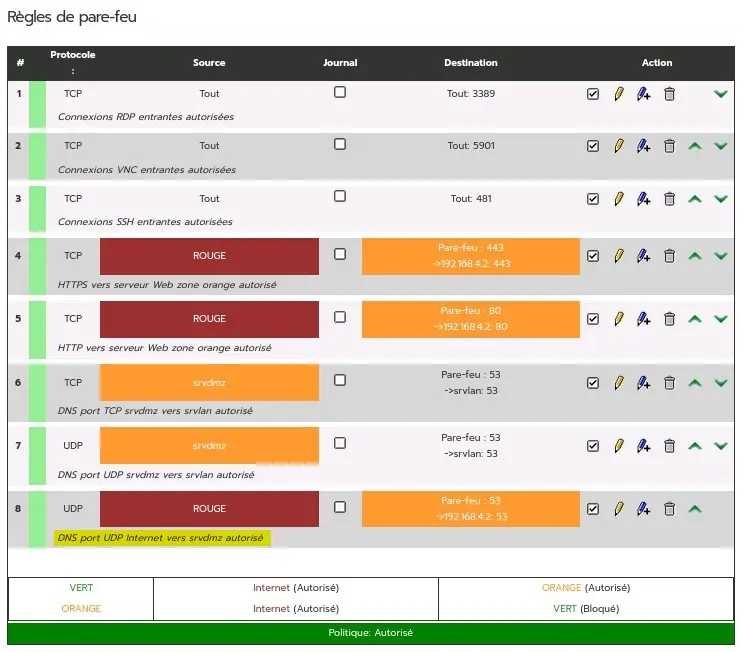 Règles de pare-feu
# Protocole : Source Journal Destination Action
1 TCP Tout Tout: 3389
Connexions RDP entrantes autorisées
2 TCP Tout Tout: 5901
Connexions VNC entrantes autorisées
3 TCP Tout Tout: 481
Connexions SSH entrantes autorisées
4 TCP ROUGE Pare-feu : 443
->192.168.4.2: 443
HTTPS vers serveur Web zone orange autorisé
5 TCP ROUGE Pare-feu : 80
->192.168.4.2: 80
HTTP vers serveur Web zone orange autorisé
6 TCP srvdmz Pare-feu : 53
->srvlan: 53
DNS port TCP srvdmz vers srvlan autorisé
7 UDP srvdmz Pare-feu : 53
->srvlan: 53
DNS port UDP srvdmz vers srvlan autorisé
8 UDP ROUGE Pare-feu : 53
->192.168.4.2: 53
DNS port UDP Internet vers srvdmz autorisé
VERT Internet (Autorisé) ORANGE (Autorisé)
ORANGE Internet (Autorisé) VERT (Bloqué)
Politique: Autorisé